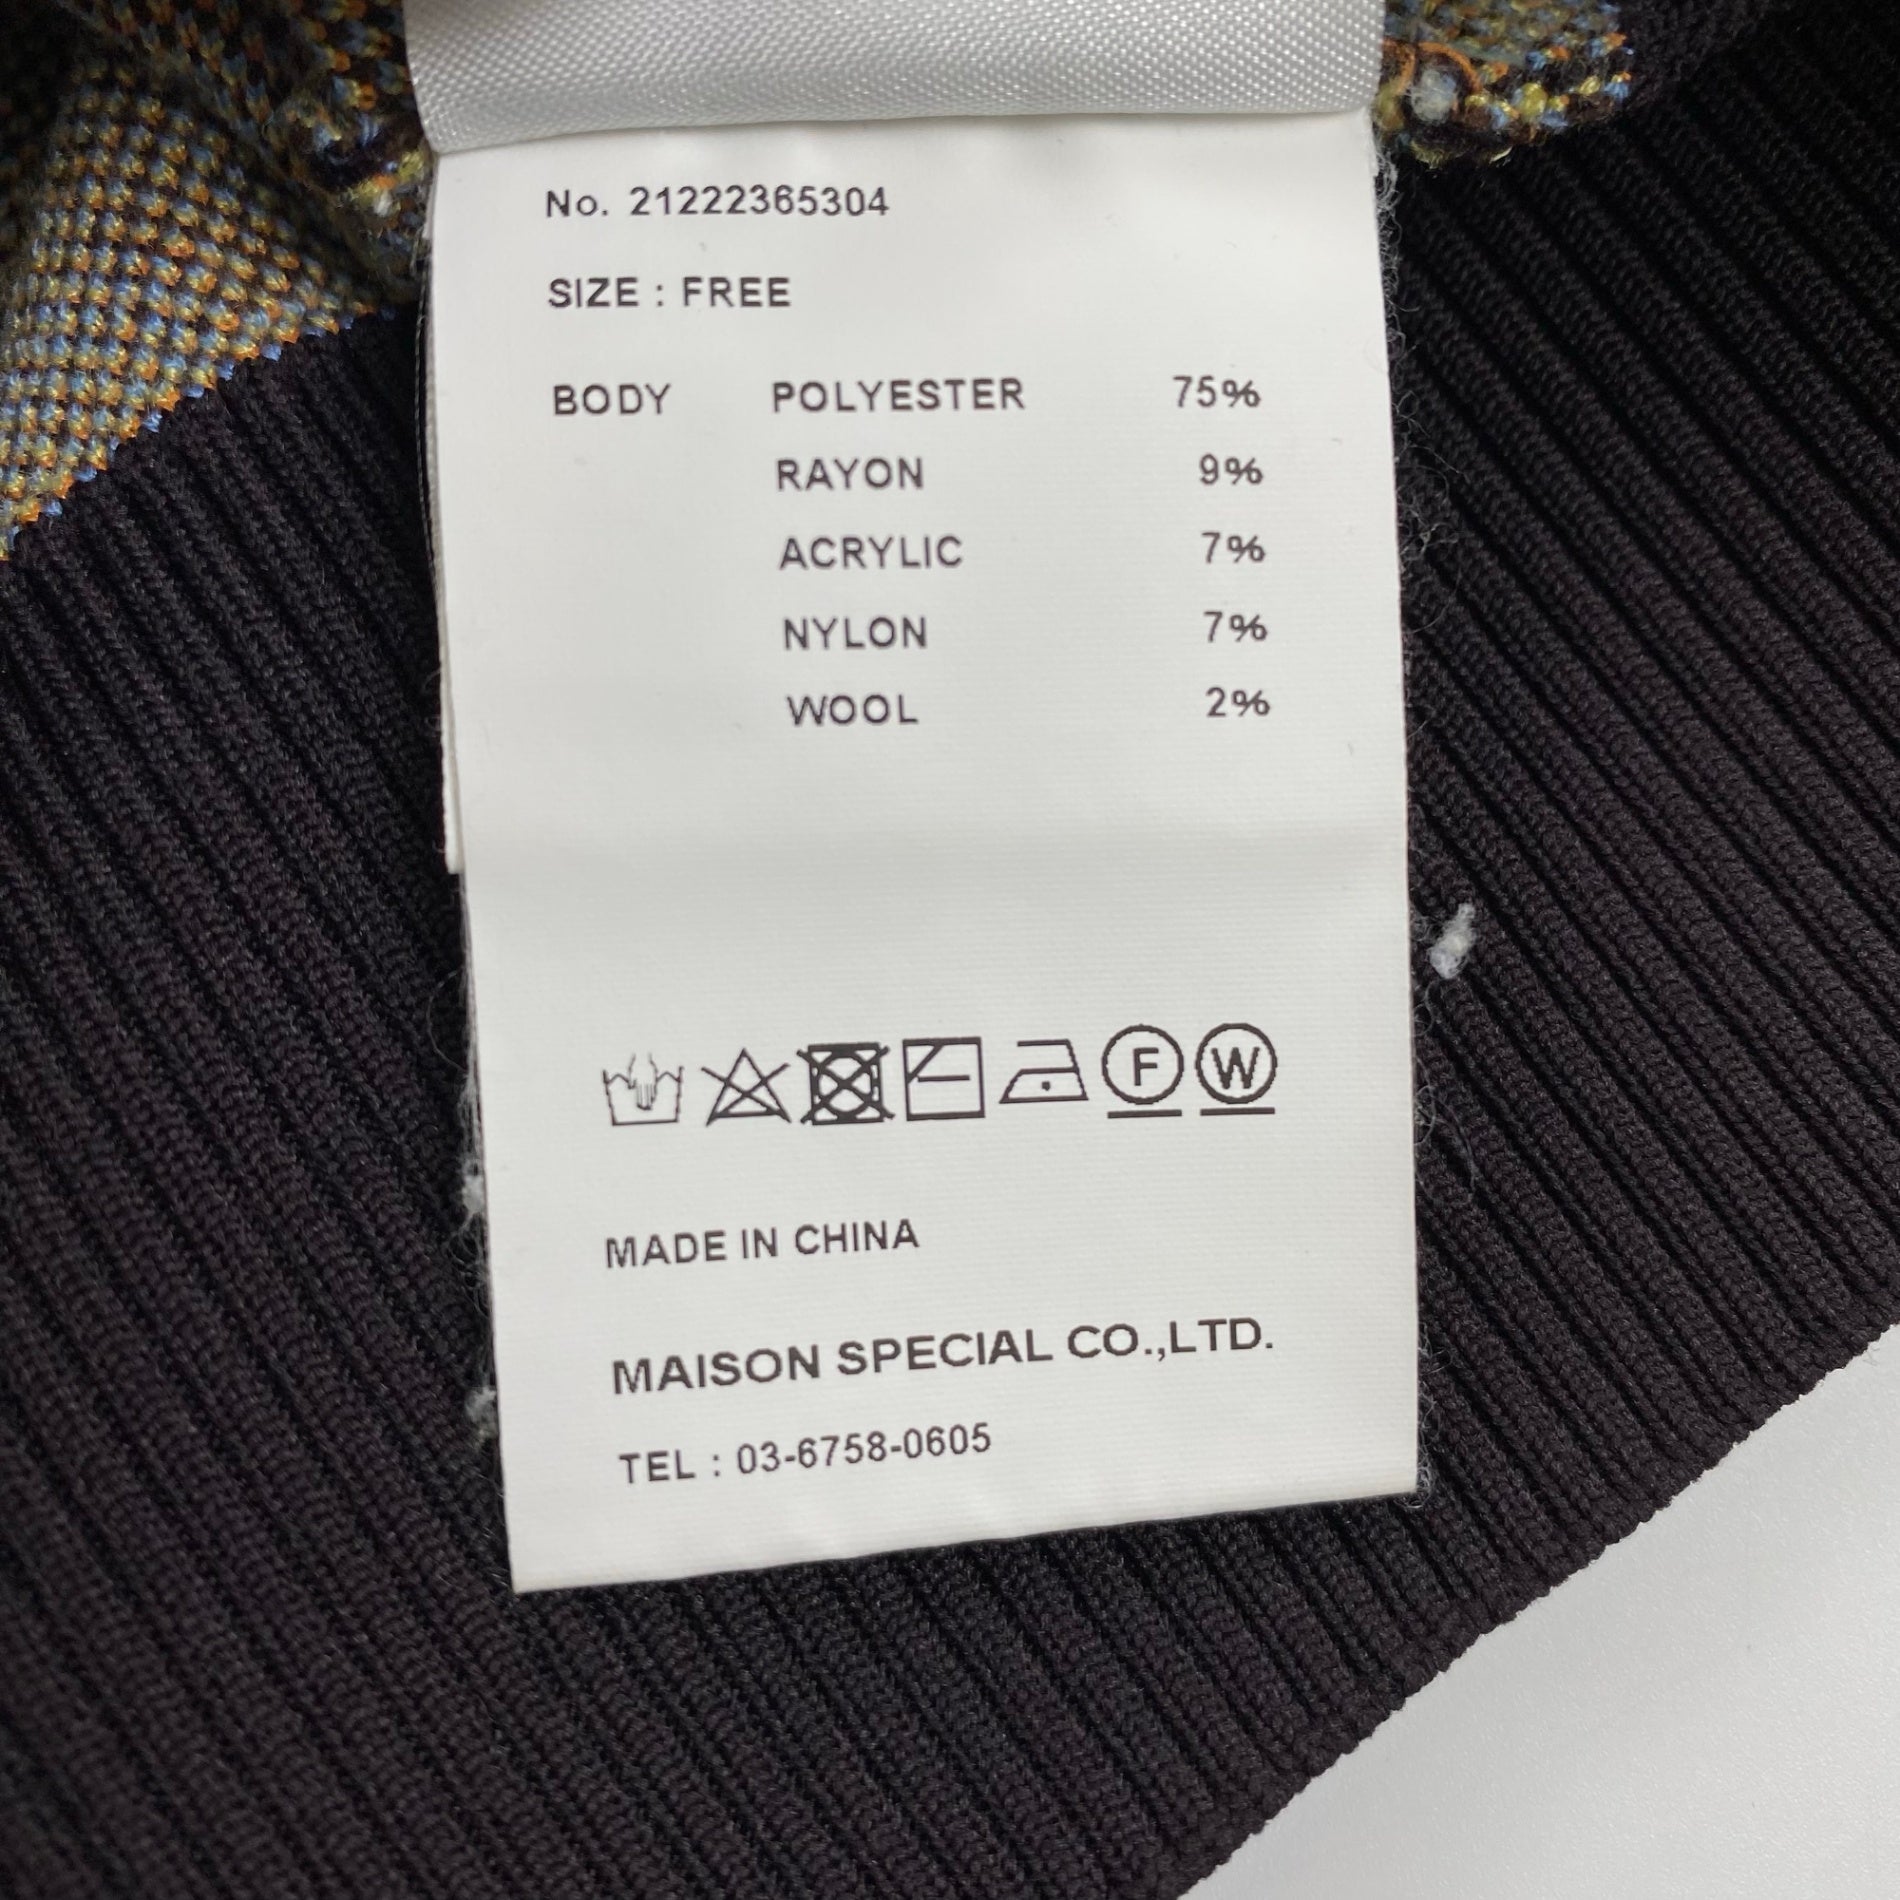 No. 21222365304
SIZE : FREE
BODY POLYESTER 75%
RAYON 9%
ACRYLIC 7%
NYLON 7%
WOOL 2%
F W
MADE IN CHINA
MAISON SPECIAL CO.,LTD.
TEL : 03-6758-0605